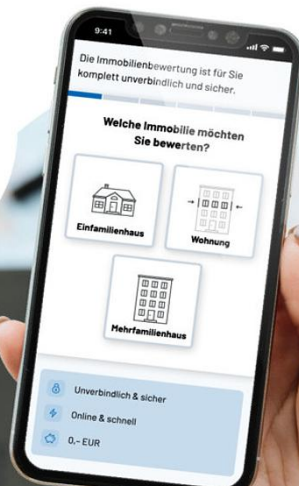 9:41
Die Immobilienbewertung ist für Sie
komplett unverbindlich und sicher.
Welche Immobilie möchten
Sie bewerten?
Einfamilienhaus
Wohnung
Mehrfamilienhaus
Unverbindlich & sicher
Online & schnell
0,- EUR